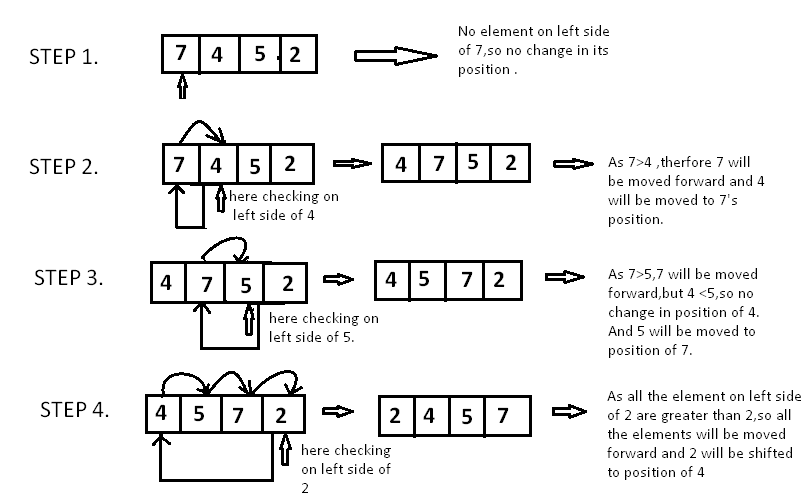 STEP 1.
7 4 5 2
No element on left side
of 7,so no change in its
position .
STEP 2.
7 4 5 2
here checking on
left side of 4
4 7 5 2
As 7>4 ,therfore 7 will
be moved forward and 4
will be moved to 7's
position.
STEP 3.
4 7 5 2
here checking on
left side of 5.
4 5 7 2
As 7>5,7 will be moved
forward,but 4 <5,so no
change in position of 4.
And 5 will be moved to
position of 7.
STEP 4.
4 5 7 2
here checking
on left side of
2
2 4 5 7
As all the element on left side
of 2 are greater than 2,so all
the elements will be moved
forward and 2 will be shifted
to position of 4